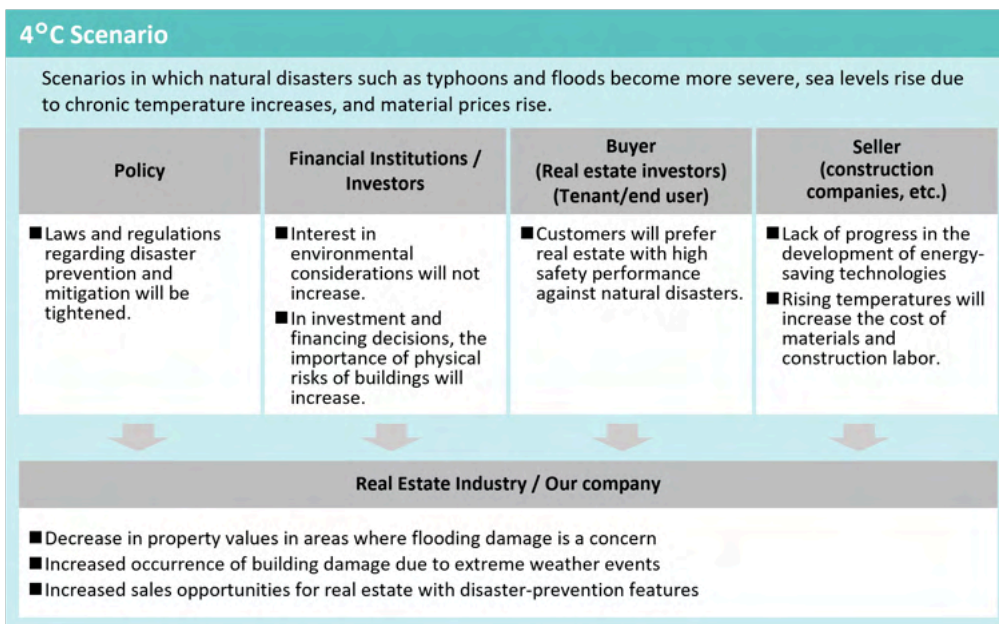 4°C Scenario
Scenarios in which natural disasters such as typhoons and floods become more severe, sea levels rise due
to chronic temperature increases, and material prices rise.
Policy
Financial Institutions /
Investors
Buyer
(Real estate investors)
(Tenant/end user)
Seller
(construction
companies, etc.)
■Laws and regulations
regarding disaster
prevention and
mitigation will be
tightened.
■Interest in
environmental
considerations will not
increase.
■In investment and
financing decisions, the
importance of physical
risks of buildings will
increase.
■Customers will prefer
real estate with high
safety performance
against natural disasters.
■Lack of progress in the
development of energy-
saving technologies
■Rising temperatures will
increase the cost of
materials and
construction labor.
Real Estate Industry / Our company
■Decrease in property values in areas where flooding damage is a concern
■Increased occurrence of building damage due to extreme weather events
■Increased sales opportunities for real estate with disaster-prevention features